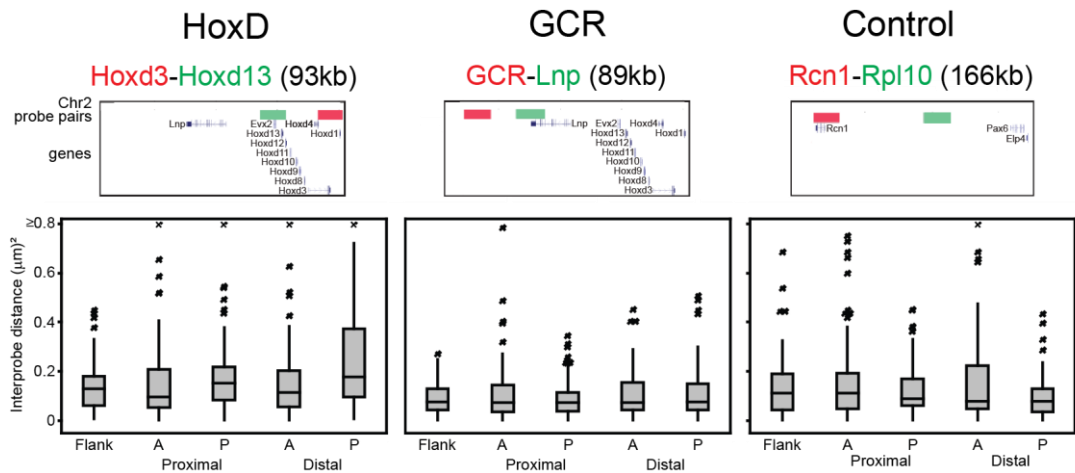 HoxD GCR Control
Hoxd3-Hoxd13 (93kb) GCR-Lnp (89kb) Rcn1-Rpl10 (166kb)
Chr2
probe pairs
genes
Lnp Evx2 Hoxd4
Hoxd13 Hoxd1
Hoxd12
Hoxd11
Hoxd10
Hoxd9
Hoxd8
Hoxd3
Lnp Evx2 Hoxd4
Hoxd13 Hoxd1
Hoxd12
Hoxd11
Hoxd10
Hoxd9
Hoxd8
Hoxd3
Rcn1 Pax6
Elp4
Interprobe distance (µm)²
≥0.8
0.6
0.4
0.2
0
Flank A P A P
Proximal Distal
Flank A P A P
Proximal Distal
Flank A P A P
Proximal Distal